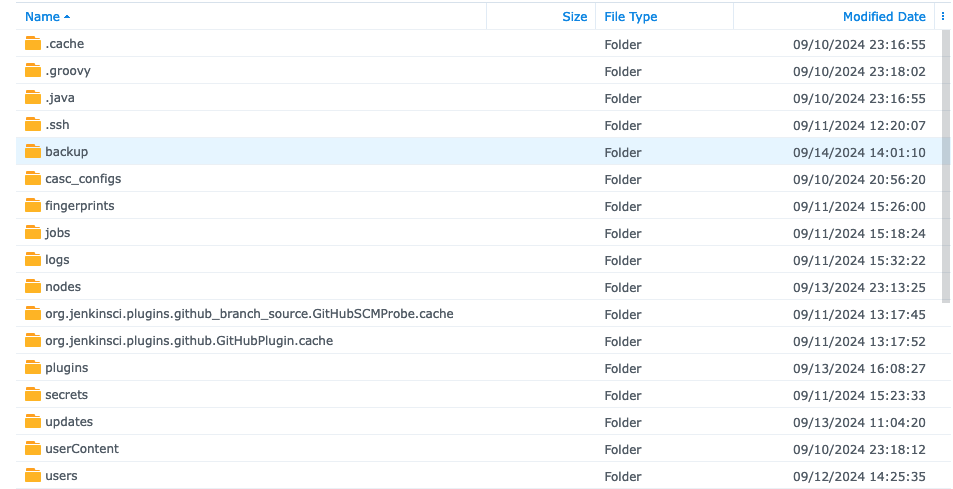 Name Size File Type Modified Date
.cache Folder 09/10/2024 23:16:55
.groovy Folder 09/10/2024 23:18:02
.java Folder 09/10/2024 23:16:55
.ssh Folder 09/11/2024 12:20:07
backup Folder 09/14/2024 14:01:10
casc_configs Folder 09/10/2024 20:56:20
fingerprints Folder 09/11/2024 15:26:00
jobs Folder 09/11/2024 15:18:24
logs Folder 09/11/2024 15:32:22
nodes Folder 09/13/2024 23:13:25
org.jenkinsci.plugins.github_branch_source.GitHubSCMProbe.cache Folder 09/11/2024 13:17:45
org.jenkinsci.plugins.github.GitHubPlugin.cache Folder 09/11/2024 13:17:52
plugins Folder 09/13/2024 16:08:27
secrets Folder 09/11/2024 15:23:33
updates Folder 09/13/2024 11:04:20
userContent Folder 09/10/2024 23:18:12
users Folder 09/12/2024 14:25:35